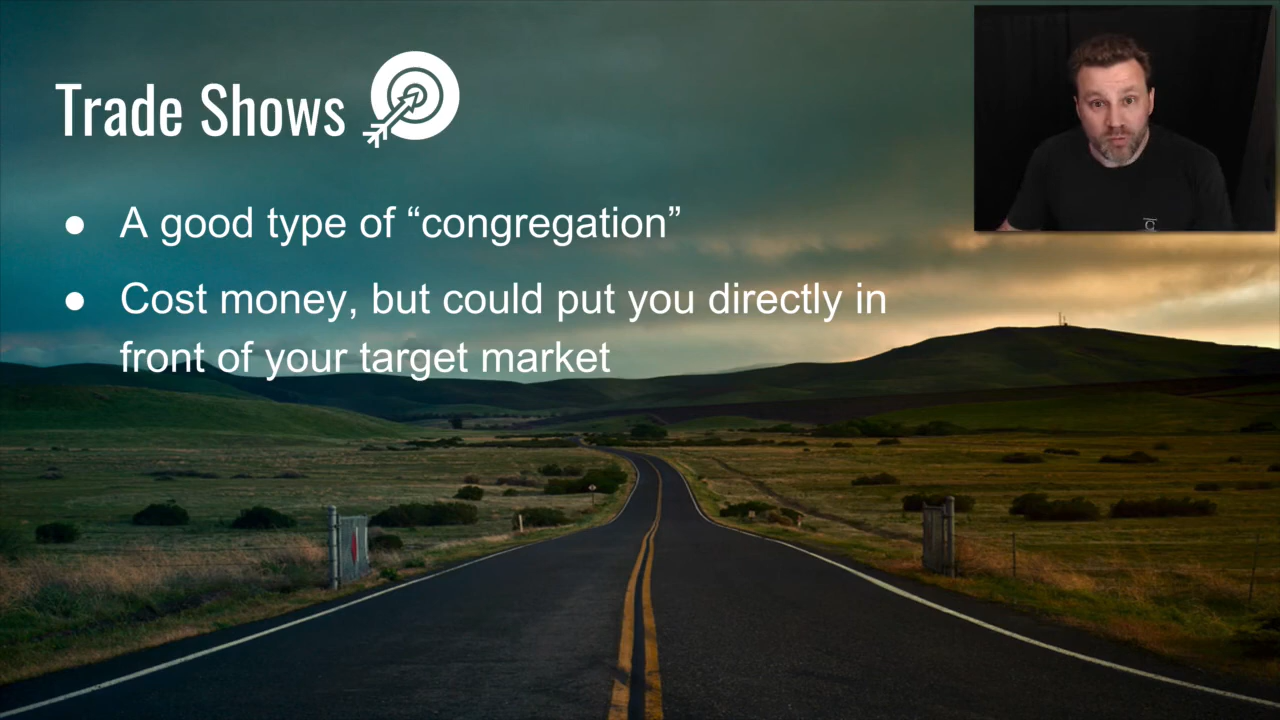 Trade Shows
● A good type of “congregation”
● Cost money, but could put you directly in
front of your target market